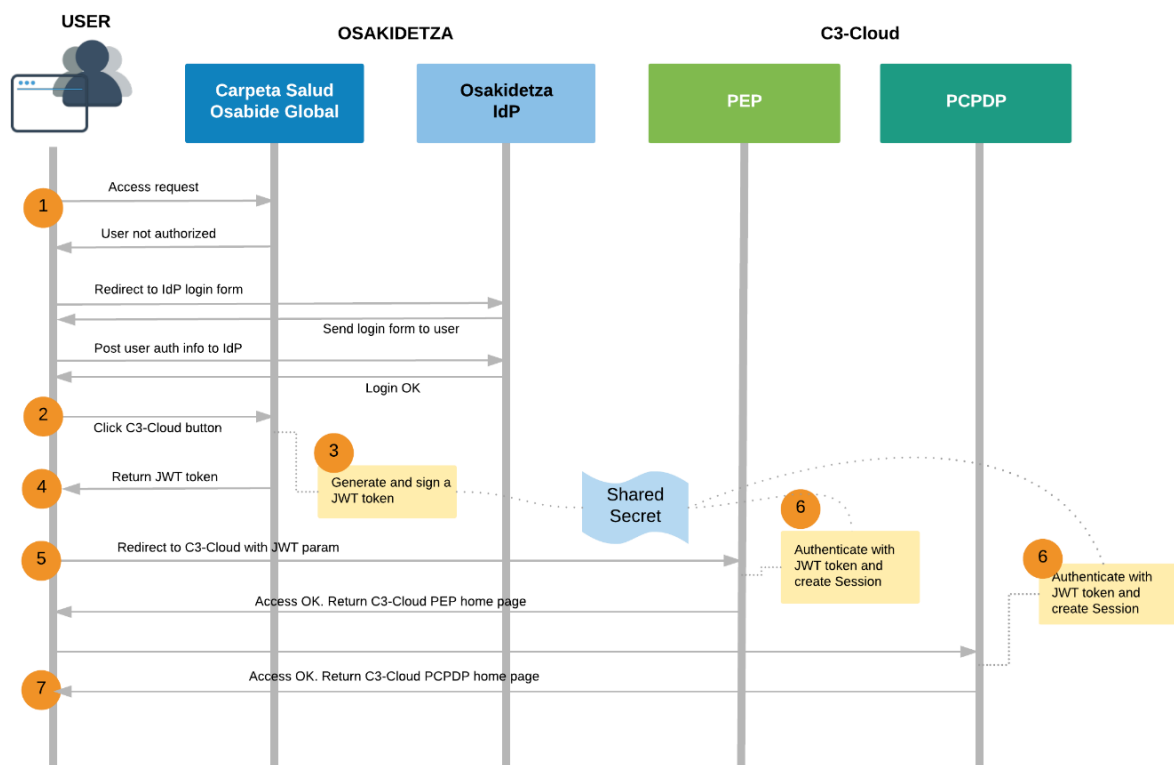 USER
OSAKIDETZA
C3-Cloud
Carpeta Salud
Osabide Global
Osakidetza
IdP
PEP
PCPDP
1
Access request
User not authorized
Redirect to IdP login form
Send login form to user
Post user auth info to IdP
Login OK
2
Click C3-Cloud button
3
Generate and sign a
JWT token
4
Return JWT token
Shared
Secret
6
Authenticate with
JWT token and
create Session
5
Redirect to C3-Cloud with JWT param
6
Authenticate with
JWT token and
create Session
Access OK. Return C3-Cloud PEP home page
7
Access OK. Return C3-Cloud PCPDP home page